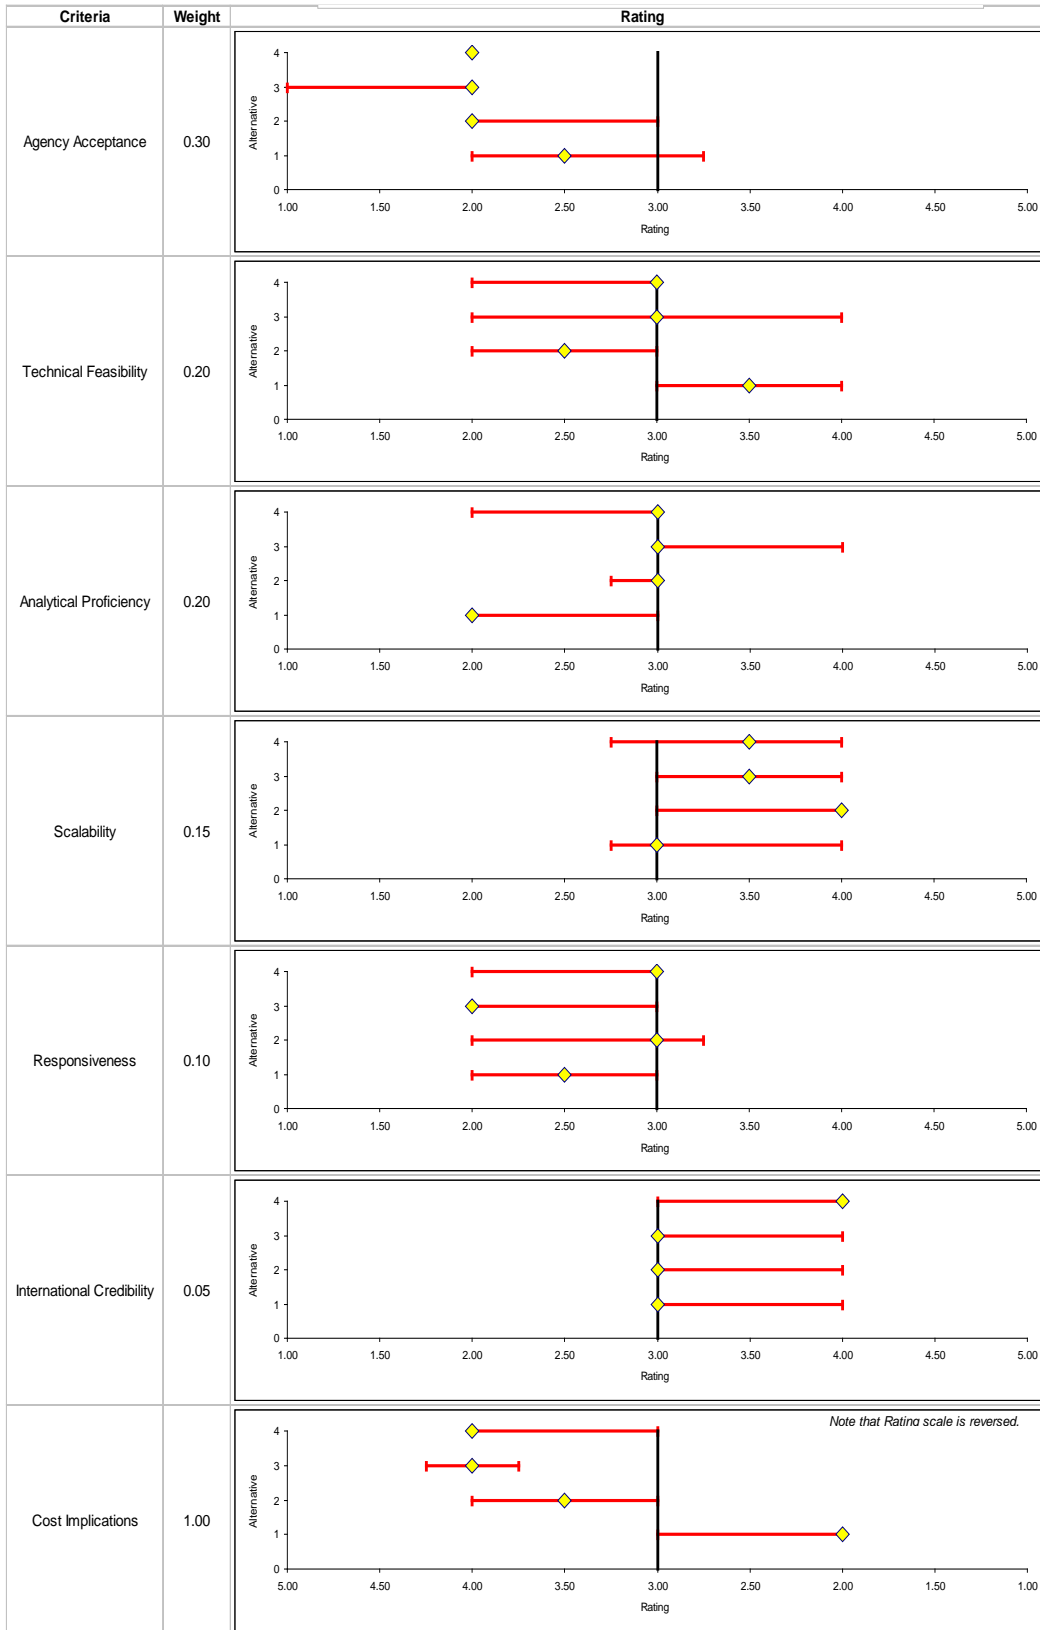 Criteria Weight Rating
Agency Acceptance 0.30
Alternative
4
3
2
1
0
1.00 1.50 2.00 2.50 3.00 3.50 4.00 4.50 5.00
Rating
Technical Feasibility 0.20
Alternative
4
3
2
1
0
1.00 1.50 2.00 2.50 3.00 3.50 4.00 4.50 5.00
Rating
Analytical Proficiency 0.20
Alternative
4
3
2
1
0
1.00 1.50 2.00 2.50 3.00 3.50 4.00 4.50 5.00
Rating
Scalability 0.15
Alternative
4
3
2
1
0
1.00 1.50 2.00 2.50 3.00 3.50 4.00 4.50 5.00
Rating
Responsiveness 0.10
Alternative
4
3
2
1
0
1.00 1.50 2.00 2.50 3.00 3.50 4.00 4.50 5.00
Rating
International Credibility 0.05
Alternative
4
3
2
1
0
1.00 1.50 2.00 2.50 3.00 3.50 4.00 4.50 5.00
Rating
Cost Implications 1.00
Note that Rating scale is reversed.
Alternative
4
3
2
1
0
5.00 4.50 4.00 3.50 3.00 2.50 2.00 1.00
Rating